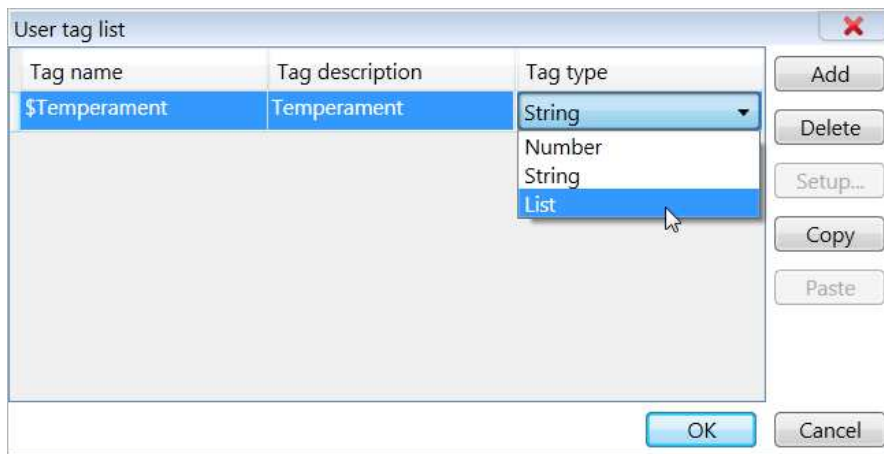 User tag list
Tag name Tag description Tag type Add
$Temperament Temperament String Delete
Number
String Setup...
List
Copy
Paste
OK Cancel